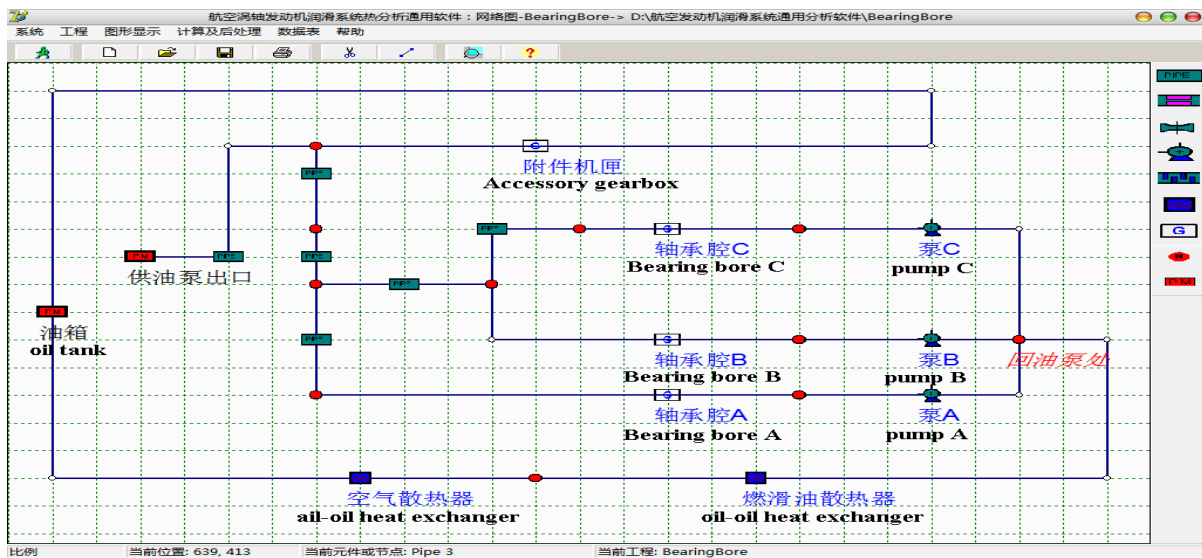 航空涡轴发动机润滑系统热分析通用软件：网络图-BearingBore-> D:\航空发动机润滑系统通用分析软件\BearingBore
系统 工程 图形显示 计算及后处理 数据表 帮助
PIPE
附件机匣
Accessory gearbox
轴承腔C
泵C
Bearing bore C
pump C
G
供油泵出口
油箱
oil tank
轴承腔B
泵B
回油泵处
Bearing bore B
pump B
轴承腔A
泵A
Bearing bore A
pump A
空气散热器
燃滑油散热器
ail-oil heat exchanger
oil-oil heat exchanger
比例 当前位置: 639, 413 当前元件或节点: Pipe 3 当前工程: BearingBore